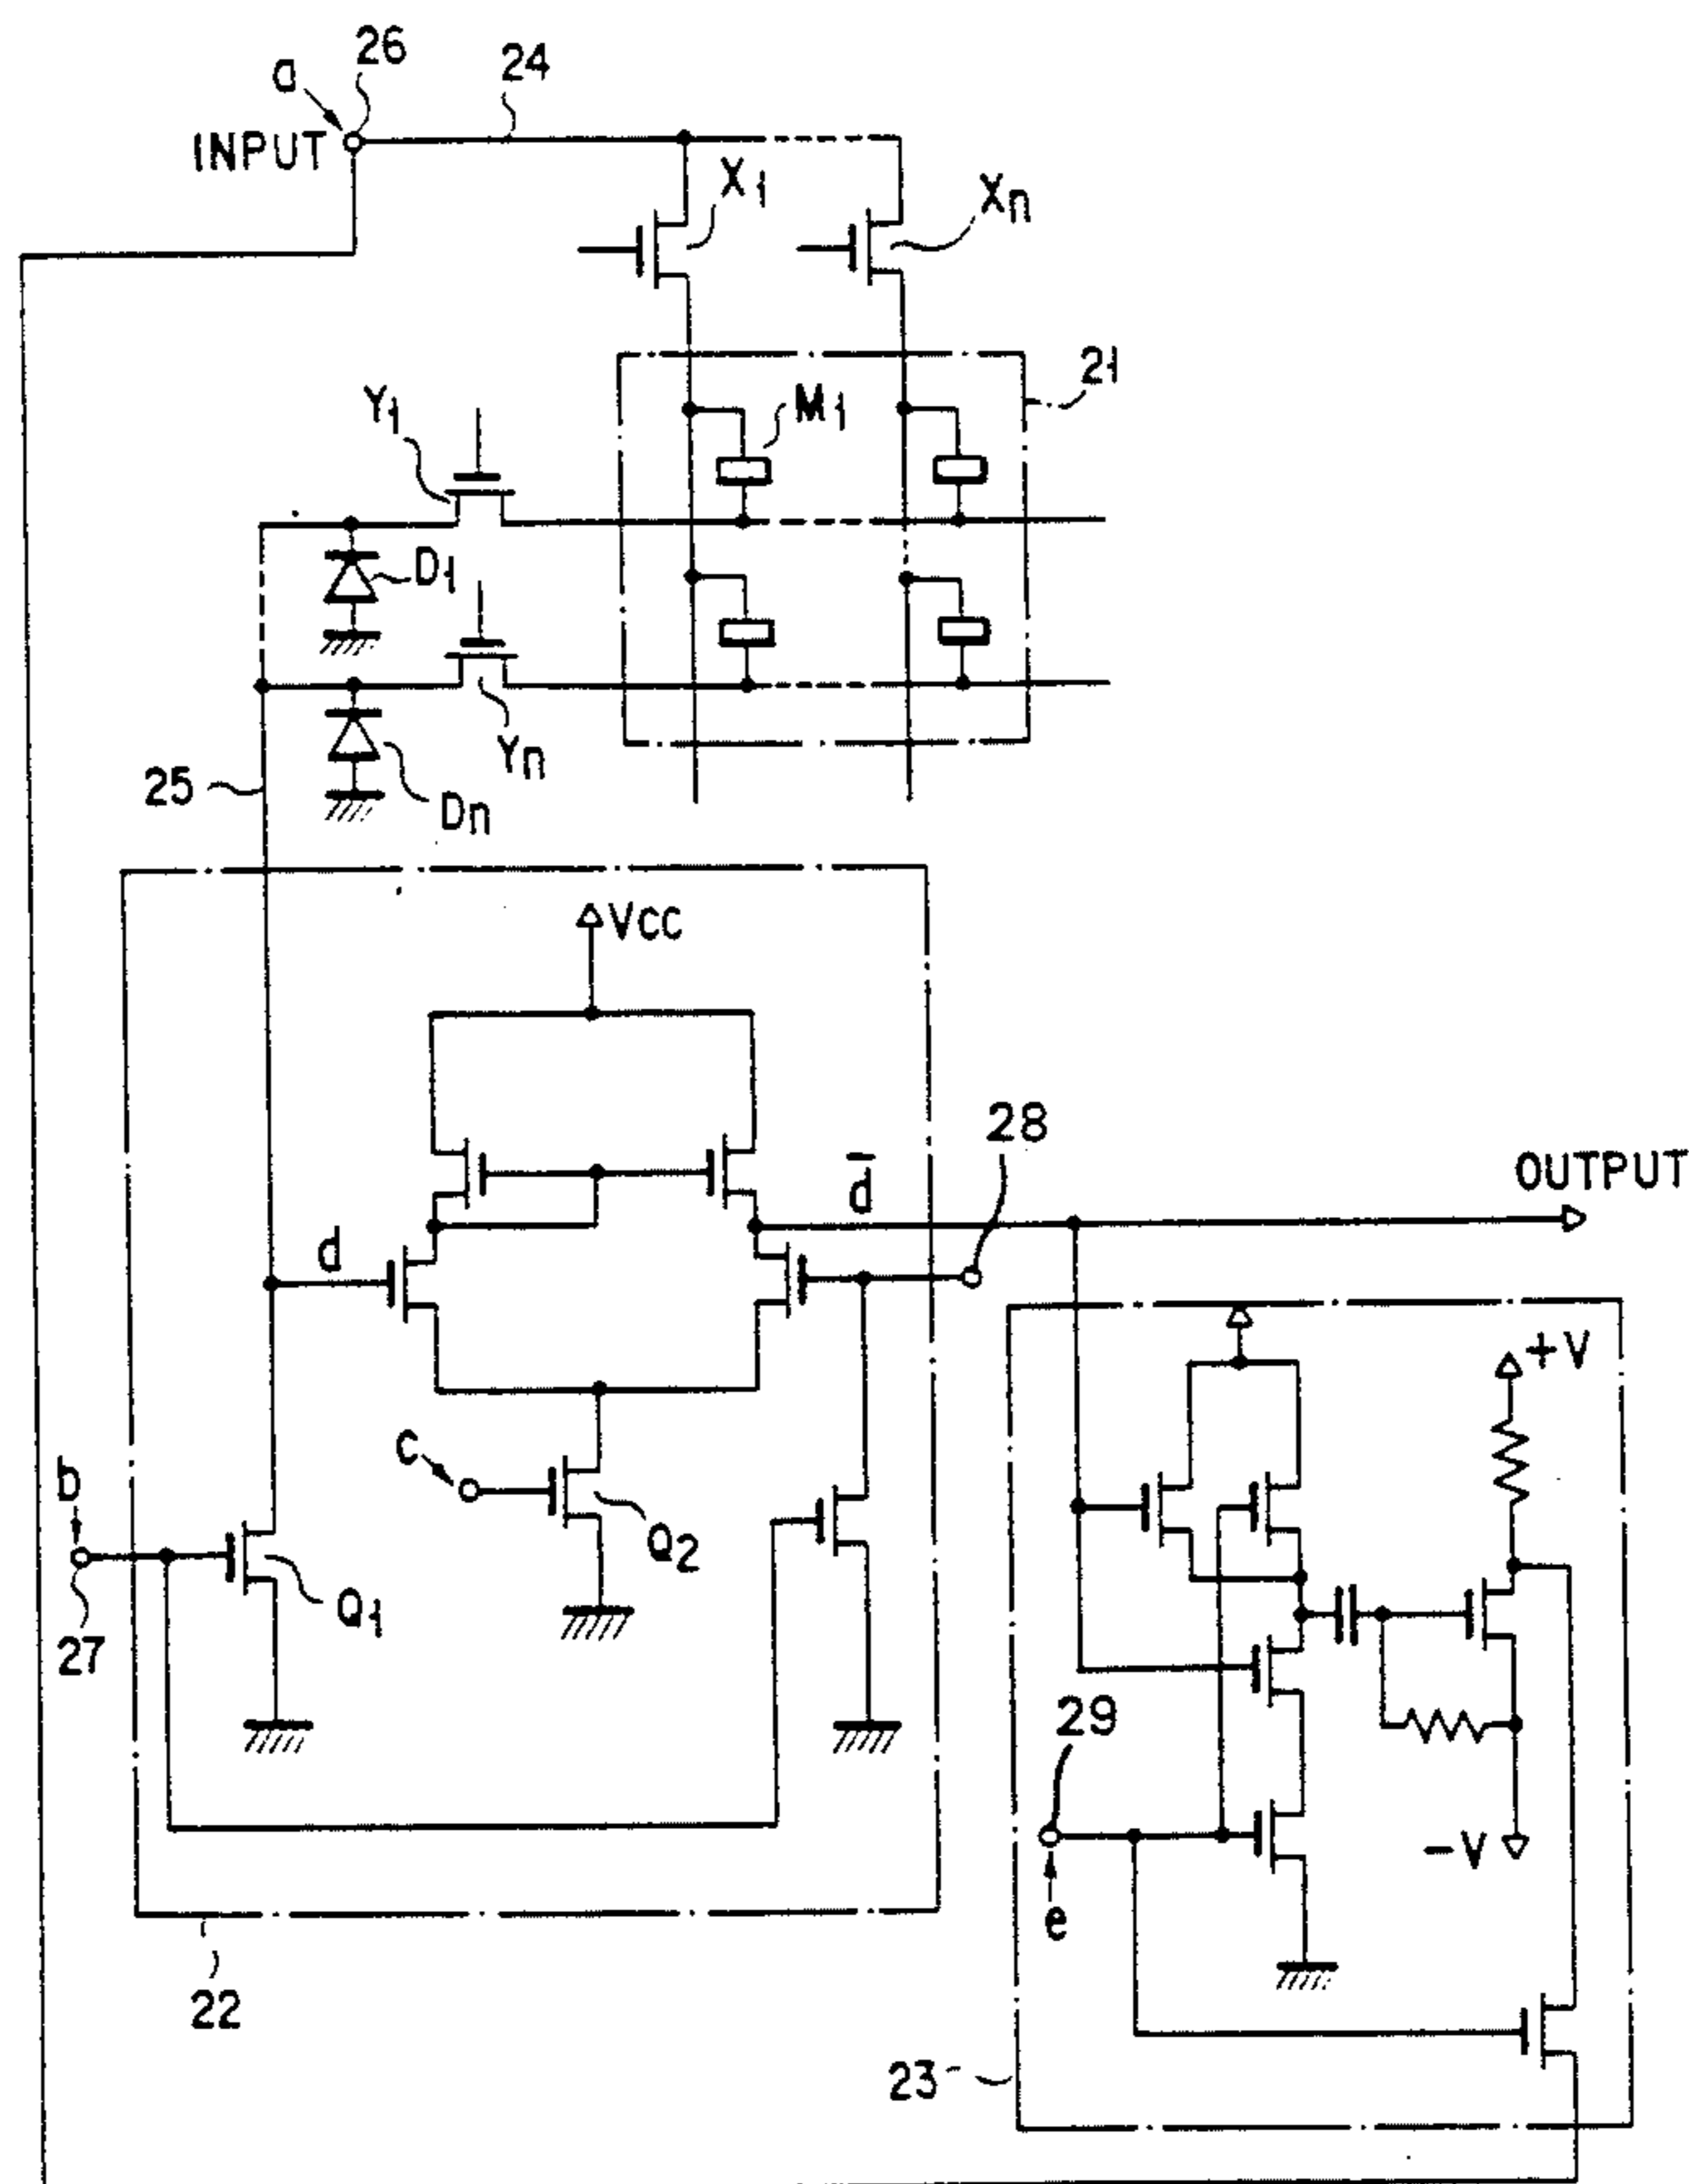 26
a
24
INPUT
X1
Xn
21
Y1
M1
D1
Yn
25
Dn
VCC
28
d̅
OUTPUT
d
+V
c
b
Q2
Q1
27
29
-V
e
22
23